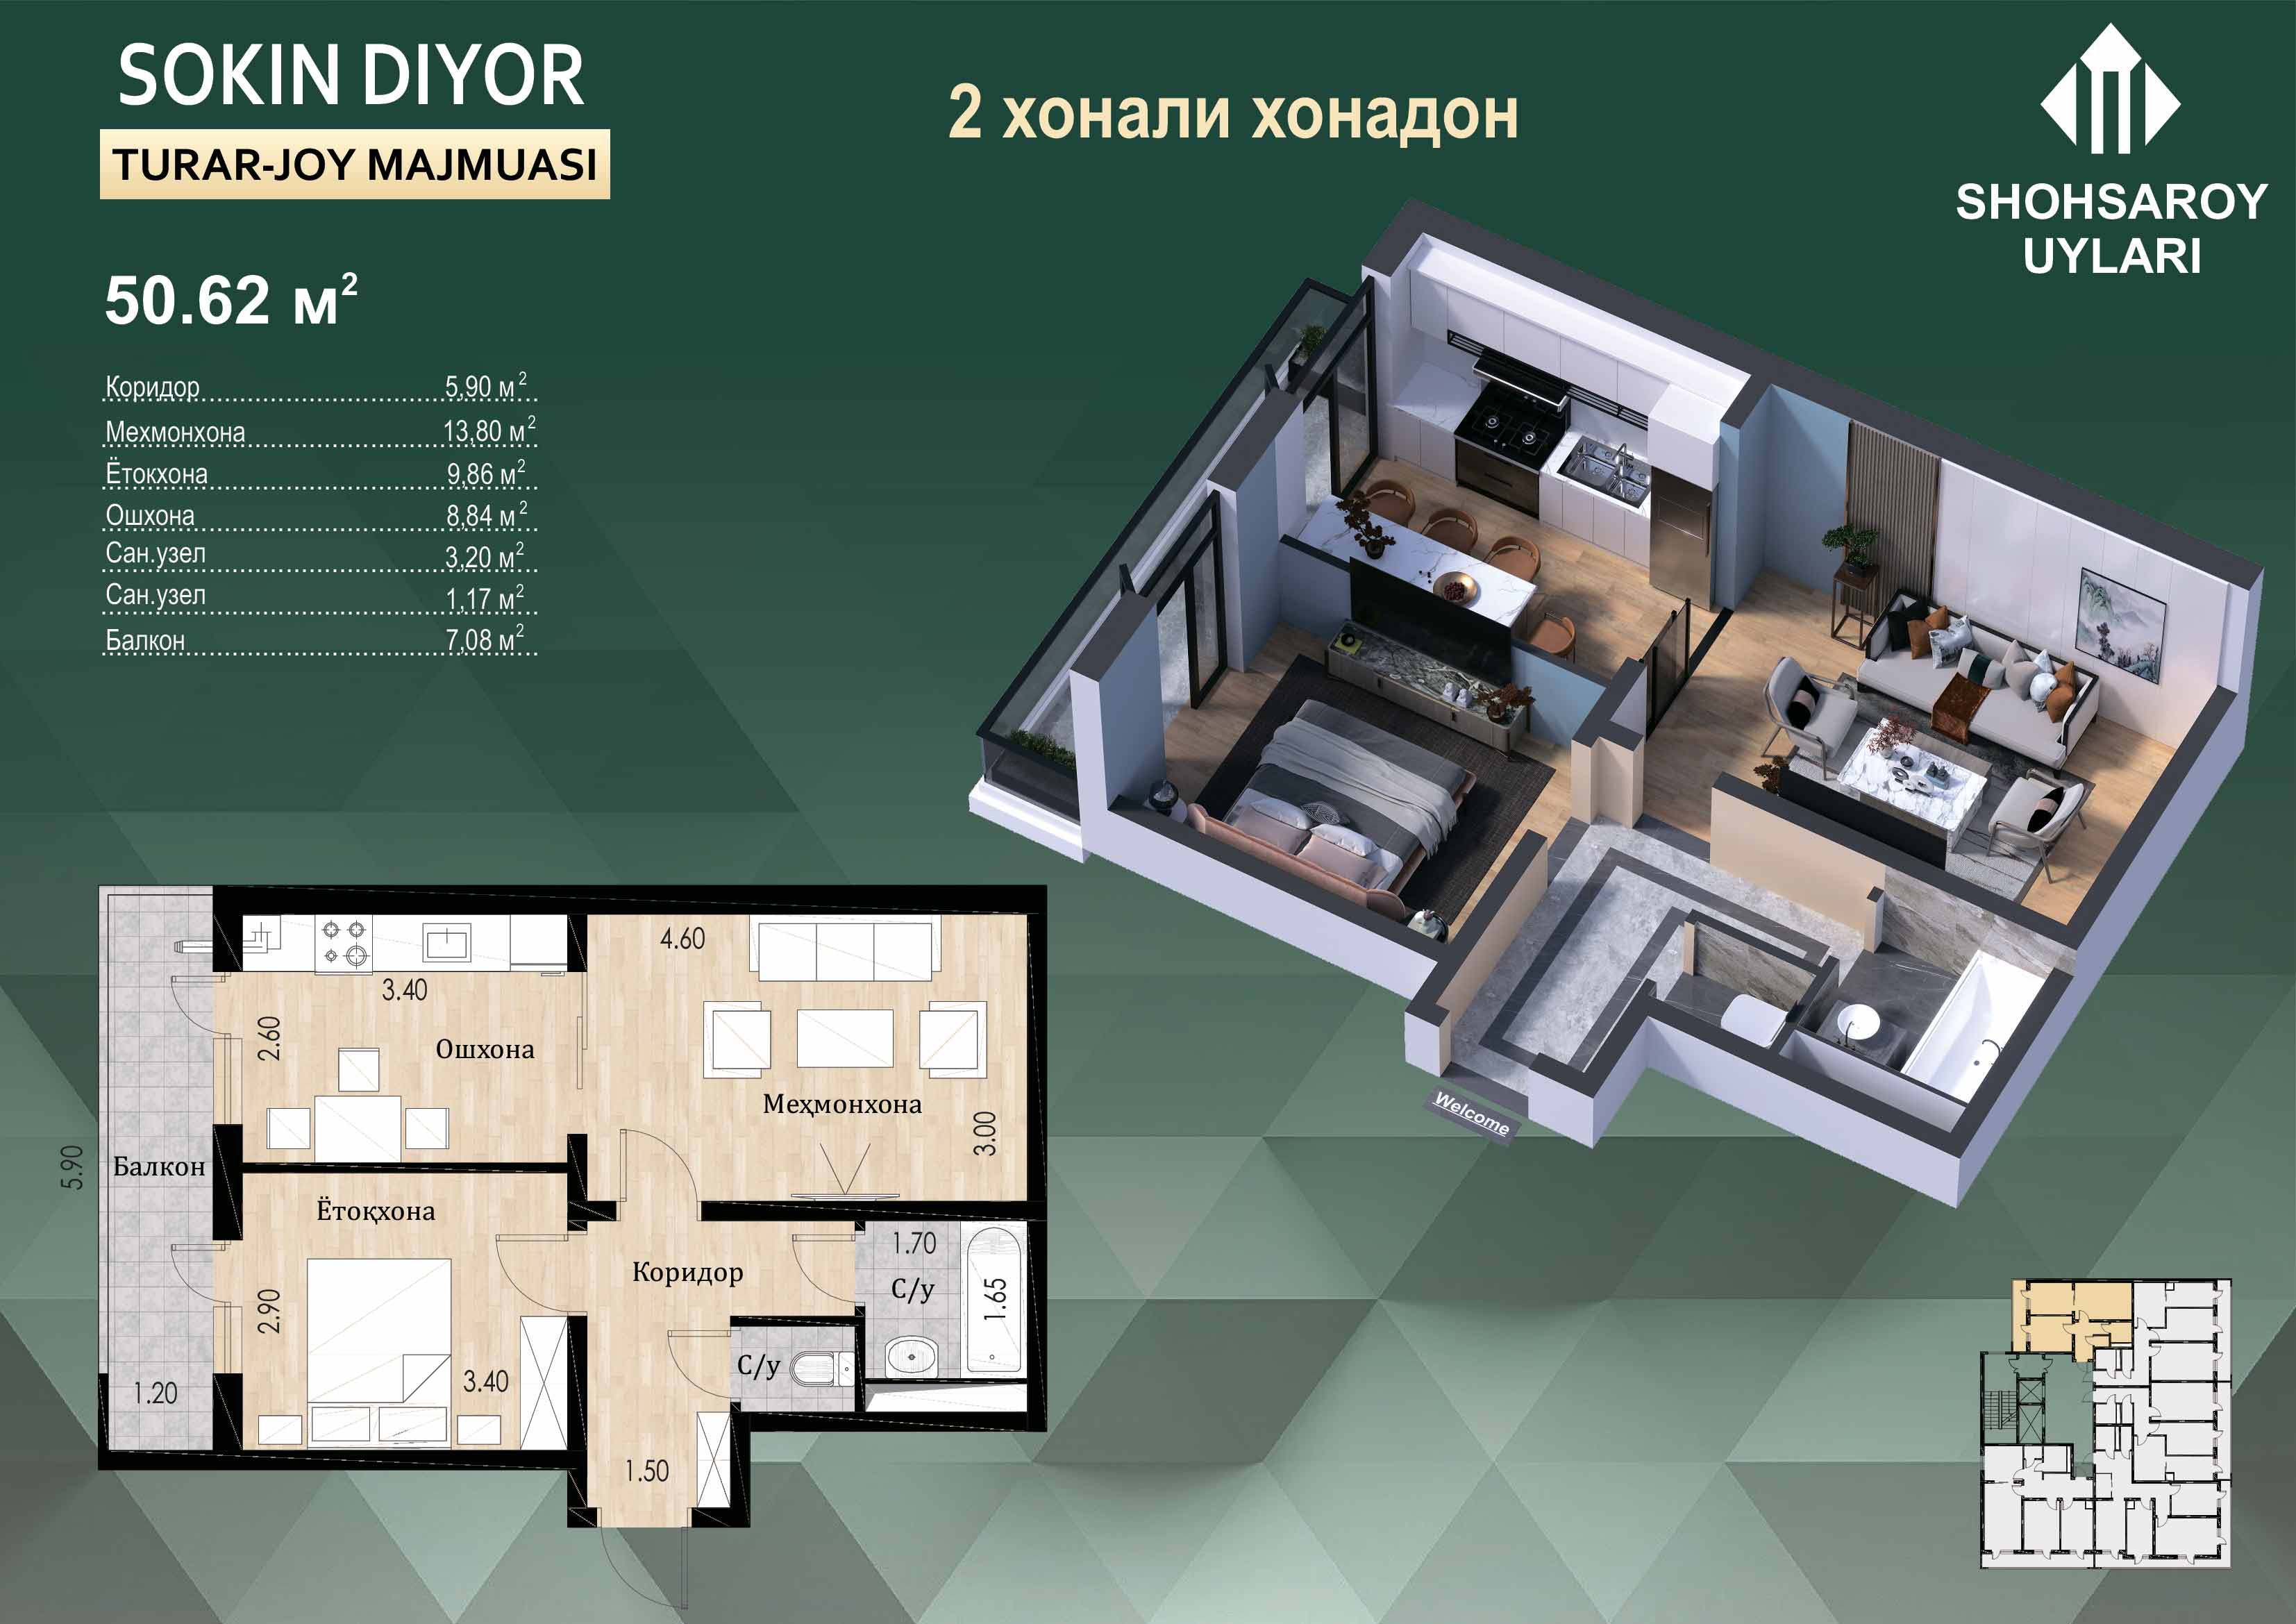 SOKIN DIYOR
TURAR-JOY MAJMUASI
2 хонали хонадон
SHOHSAROY
UYLARI
50.62 м²
Коридор 5,90 м²
Мехмонхона 13,80 м²
Ётокхона 9,86 м²
Ошхона 8,84 м²
Сан.узел 3,20 м²
Сан.узел 1,17 м²
Балкон 7,08 м²
4.60
3.40
2.60
Ошхона
Меҳмонхона
3.00
5.90
Балкон
Ётоқхона
1.70
Коридор
С/у
1.65
2.90
С/у
3.40
1.20
1.50
Welcome